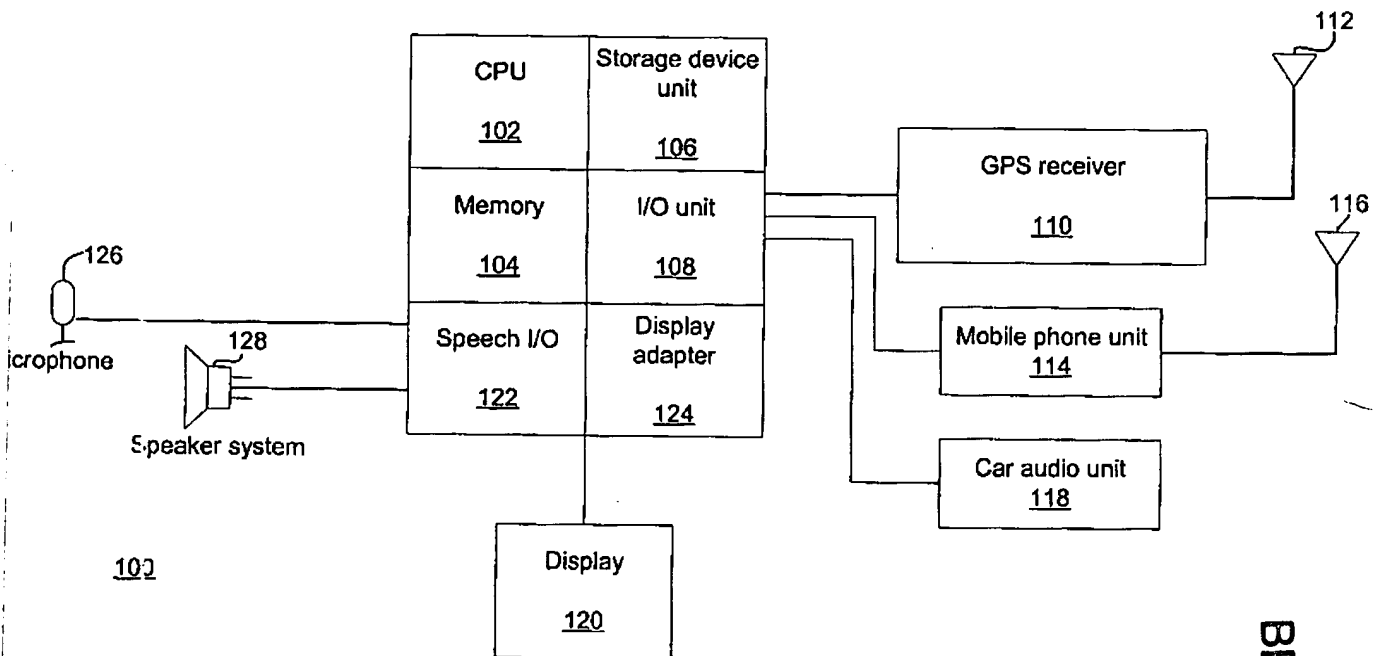 112
CPU
102
Storage device
unit
106
GPS receiver
110
Memory
104
I/O unit
108
116
126
icrophone
128
Speaker system
Speech I/O
122
Display
adapter
124
Mobile phone unit
114
Car audio unit
118
Display
120